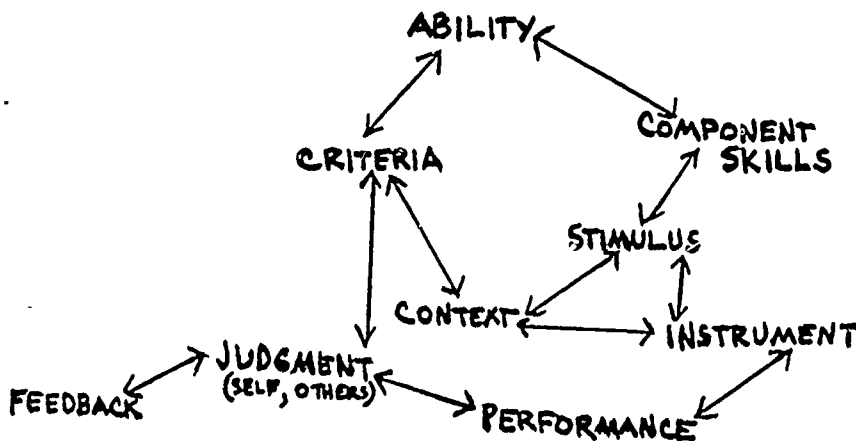 ABILITY
COMPONENT
SKILLS
CRITERIA
STIMULUS
CONTEXT
INSTRUMENT
JUDGMENT
(SELF, OTHERS)
FEEDBACK
PERFORMANCE